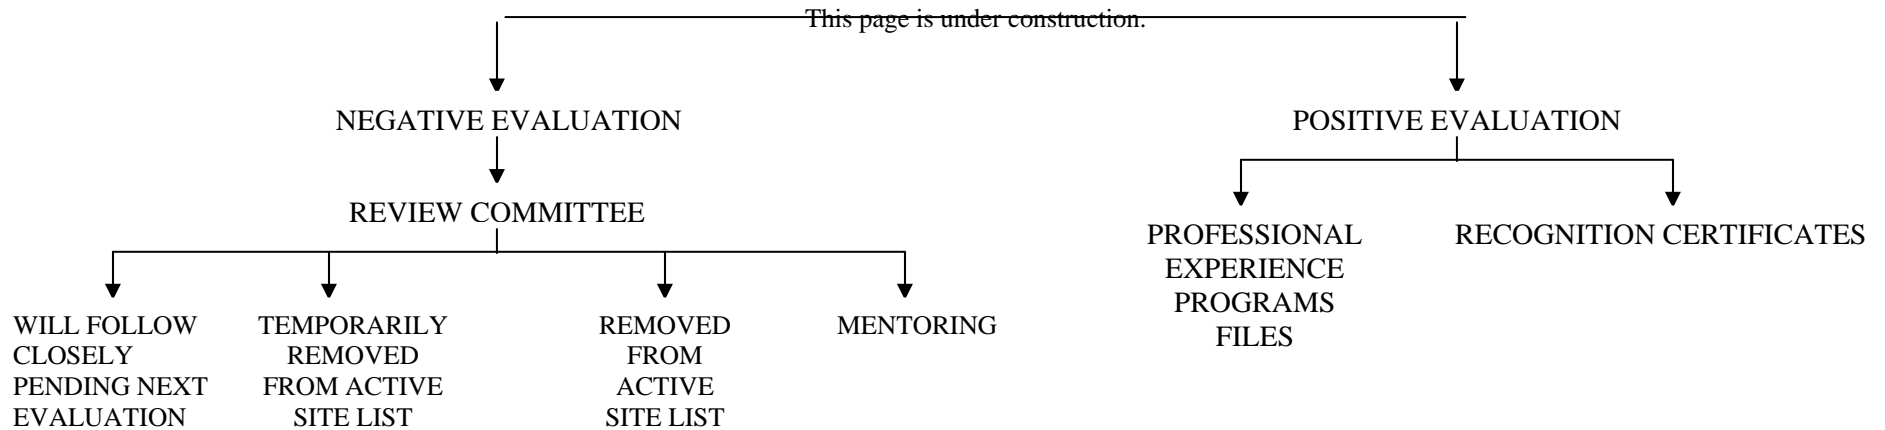 This page is under construction.
NEGATIVE EVALUATION
POSITIVE EVALUATION
REVIEW COMMITTEE
PROFESSIONAL
EXPERIENCE
PROGRAMS
FILES
RECOGNITION CERTIFICATES
WILL FOLLOW
CLOSELY
PENDING NEXT
EVALUATION
TEMPORARILY
REMOVED
FROM ACTIVE
SITE LIST
REMOVED
FROM
ACTIVE
SITE LIST
MENTORING